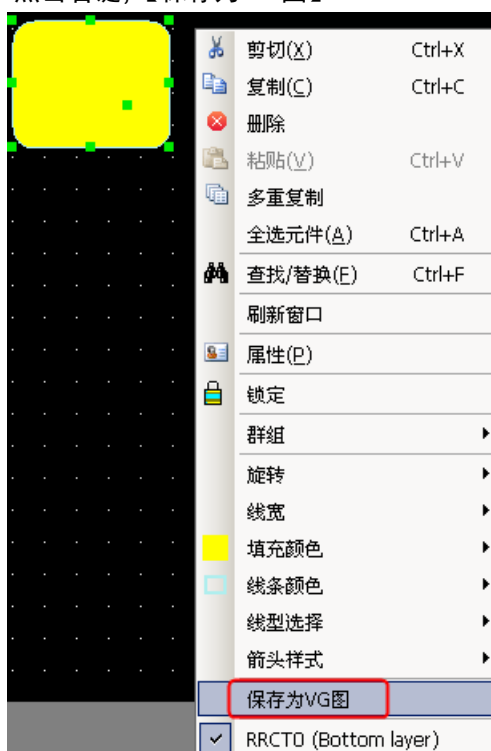 剪切(X) Ctrl+X
复制(C) Ctrl+C
删除
粘贴(V) Ctrl+V
多重复制
全选元件(A) Ctrl+A
查找/替换(F) Ctrl+F
刷新窗口
属性(P)
锁定
群组
旋转
线宽
填充颜色
线条颜色
线型选择
箭头样式
保存为VG图
RRCT0 (Bottom layer)